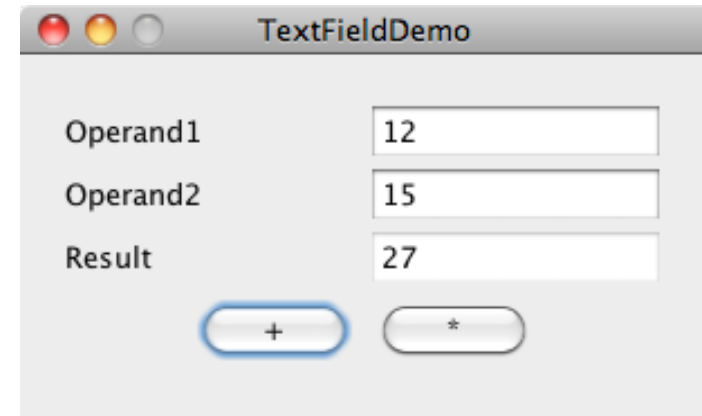 TextFieldDemo
Operand1 12
Operand2 15
Result 27
+ *